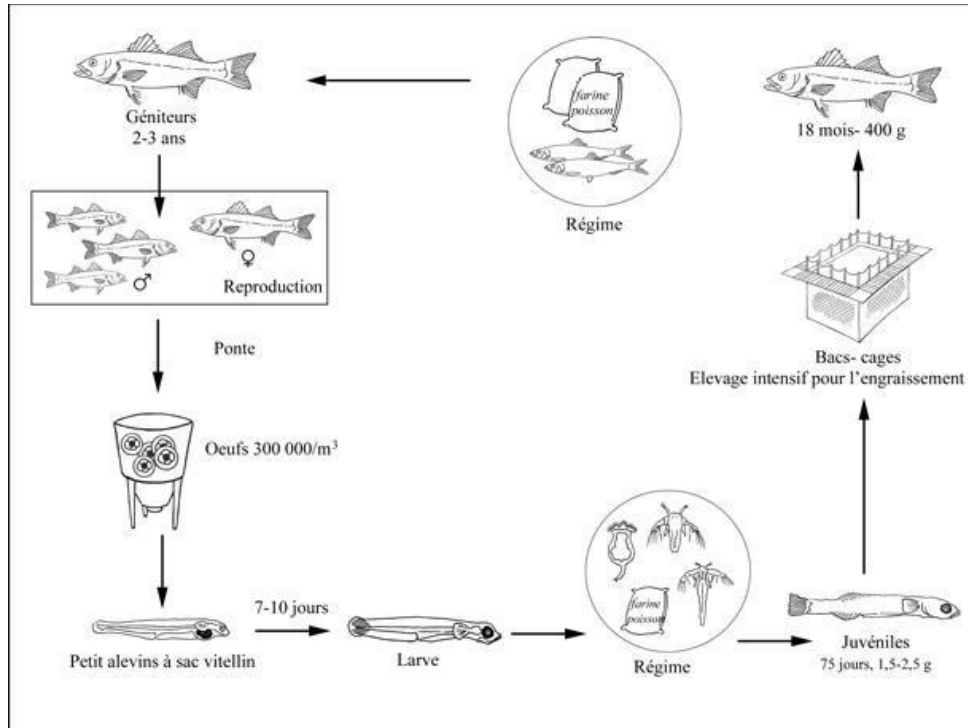 Géniteurs
2-3 ans
farine
poisson
Régime
18 mois- 400 g
♂
♀
Reproduction
Ponte
Bacs- cages
Elevage intensif pour l'engraissement
Oeufs 300 000/m³
7-10 jours
Petit alevins à sac vitellin
Larve
farine
poisson
Régime
Juvéniles
75 jours, 1,5-2,5 g